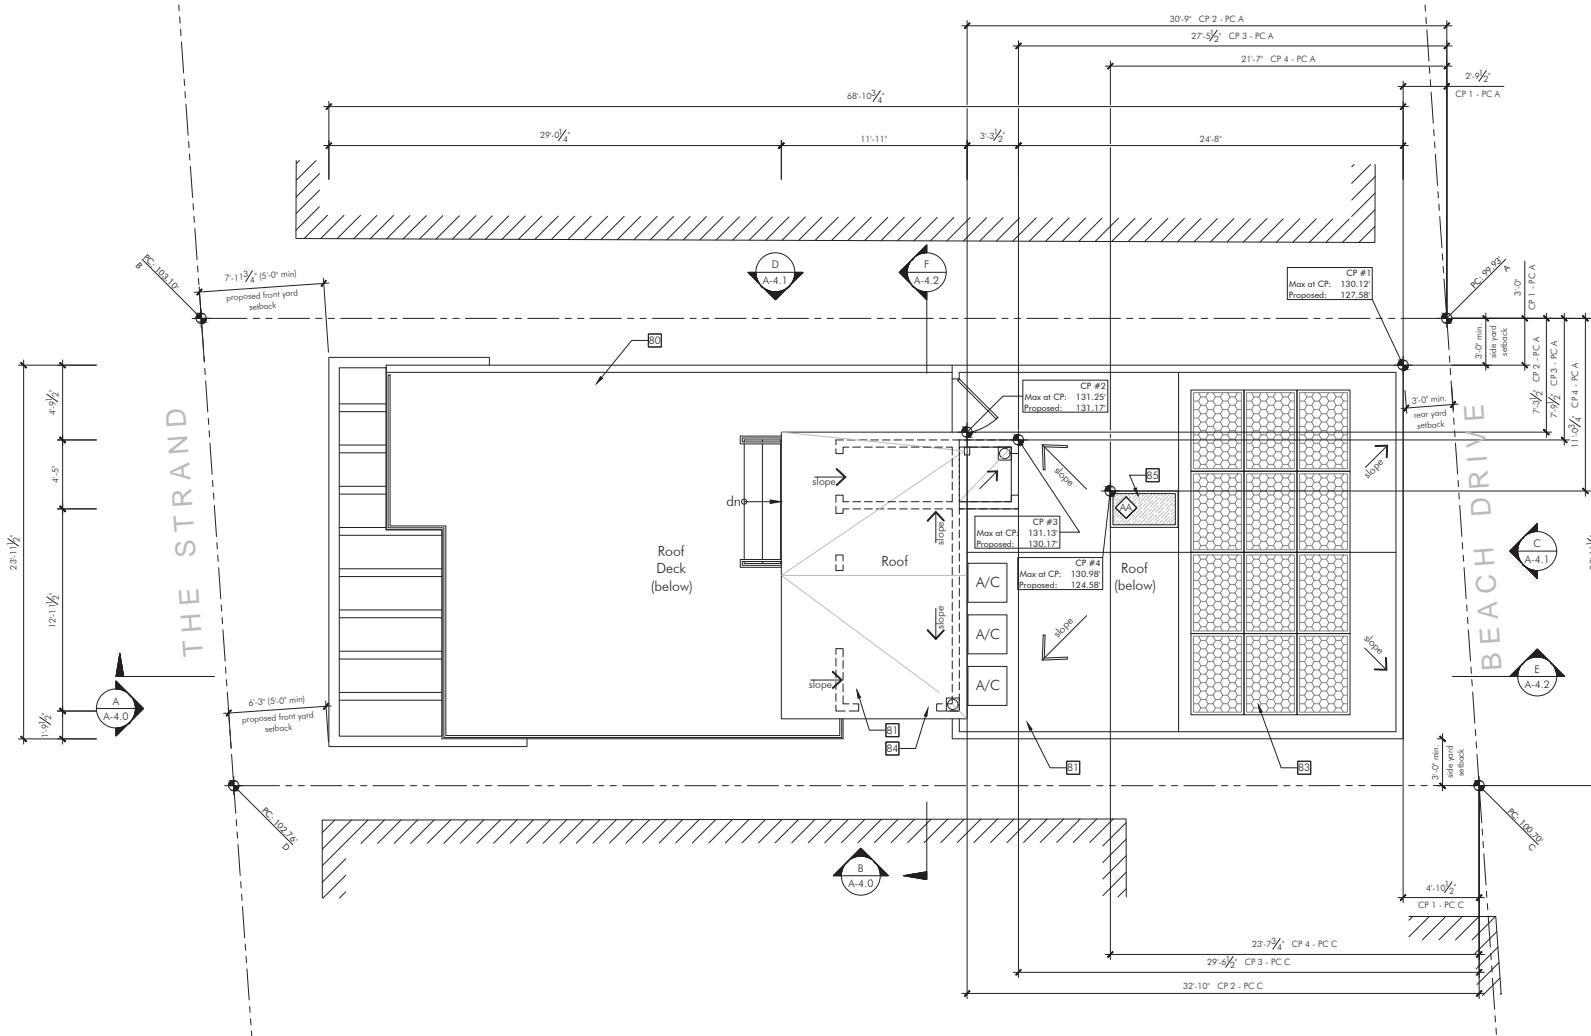 30'-9" CP 2 - PC A
27'-5½" CP 3 - PC A
21'-7" CP 4 - PC A
2'-9½"
CP 1 - PC A
68'-10¾"
29'-0¼"
11'-11"
3'-3½"
24'-8"
PC: 103.10'
B
7'-11¾" (5'-0" min)
proposed front yard
setback
D
A-4.1
F
A-4.2
CP #1
Max at CP: 130.12'
Proposed: 127.58'
PC: 99.93'
A
3'-0"
CP 1 - PC A
3'-0" min.
side yard
setback
7'-3½" CP 2 - PC A
7'-9½" CP 3 - PC A
11'-0¾" CP 4 - PC A
80
CP #2
Max at CP: 131.25'
Proposed: 131.17'
3'-0" min.
rear yard
setback
4'-9½"
4'-5"
23'-11½"
12'-11½"
1'-9½"
THE STRAND
BEACH DRIVE
slope
slope
slope
85
AA
dn
slope
CP #3
Max at CP: 131.13'
Proposed: 130.17'
Roof
Deck
(below)
Roof
CP #4
Max at CP: 130.98'
Proposed: 124.58'
Roof
(below)
C
A-4.1
A/C
A/C
A/C
slope
slope
slope
slope
E
A-4.2
A
A-4.0
6'-3" (5'-0" min)
proposed front yard
setback
81
84
81
83
3'-0" min.
side yard
setback
PC: 102.76'
D
PC: 100.70'
C
B
A-4.0
4'-10½"
CP 1 - PC C
23'-7¾" CP 4 - PC C
29'-6½" CP 3 - PC C
32'-10" CP 2 - PC C